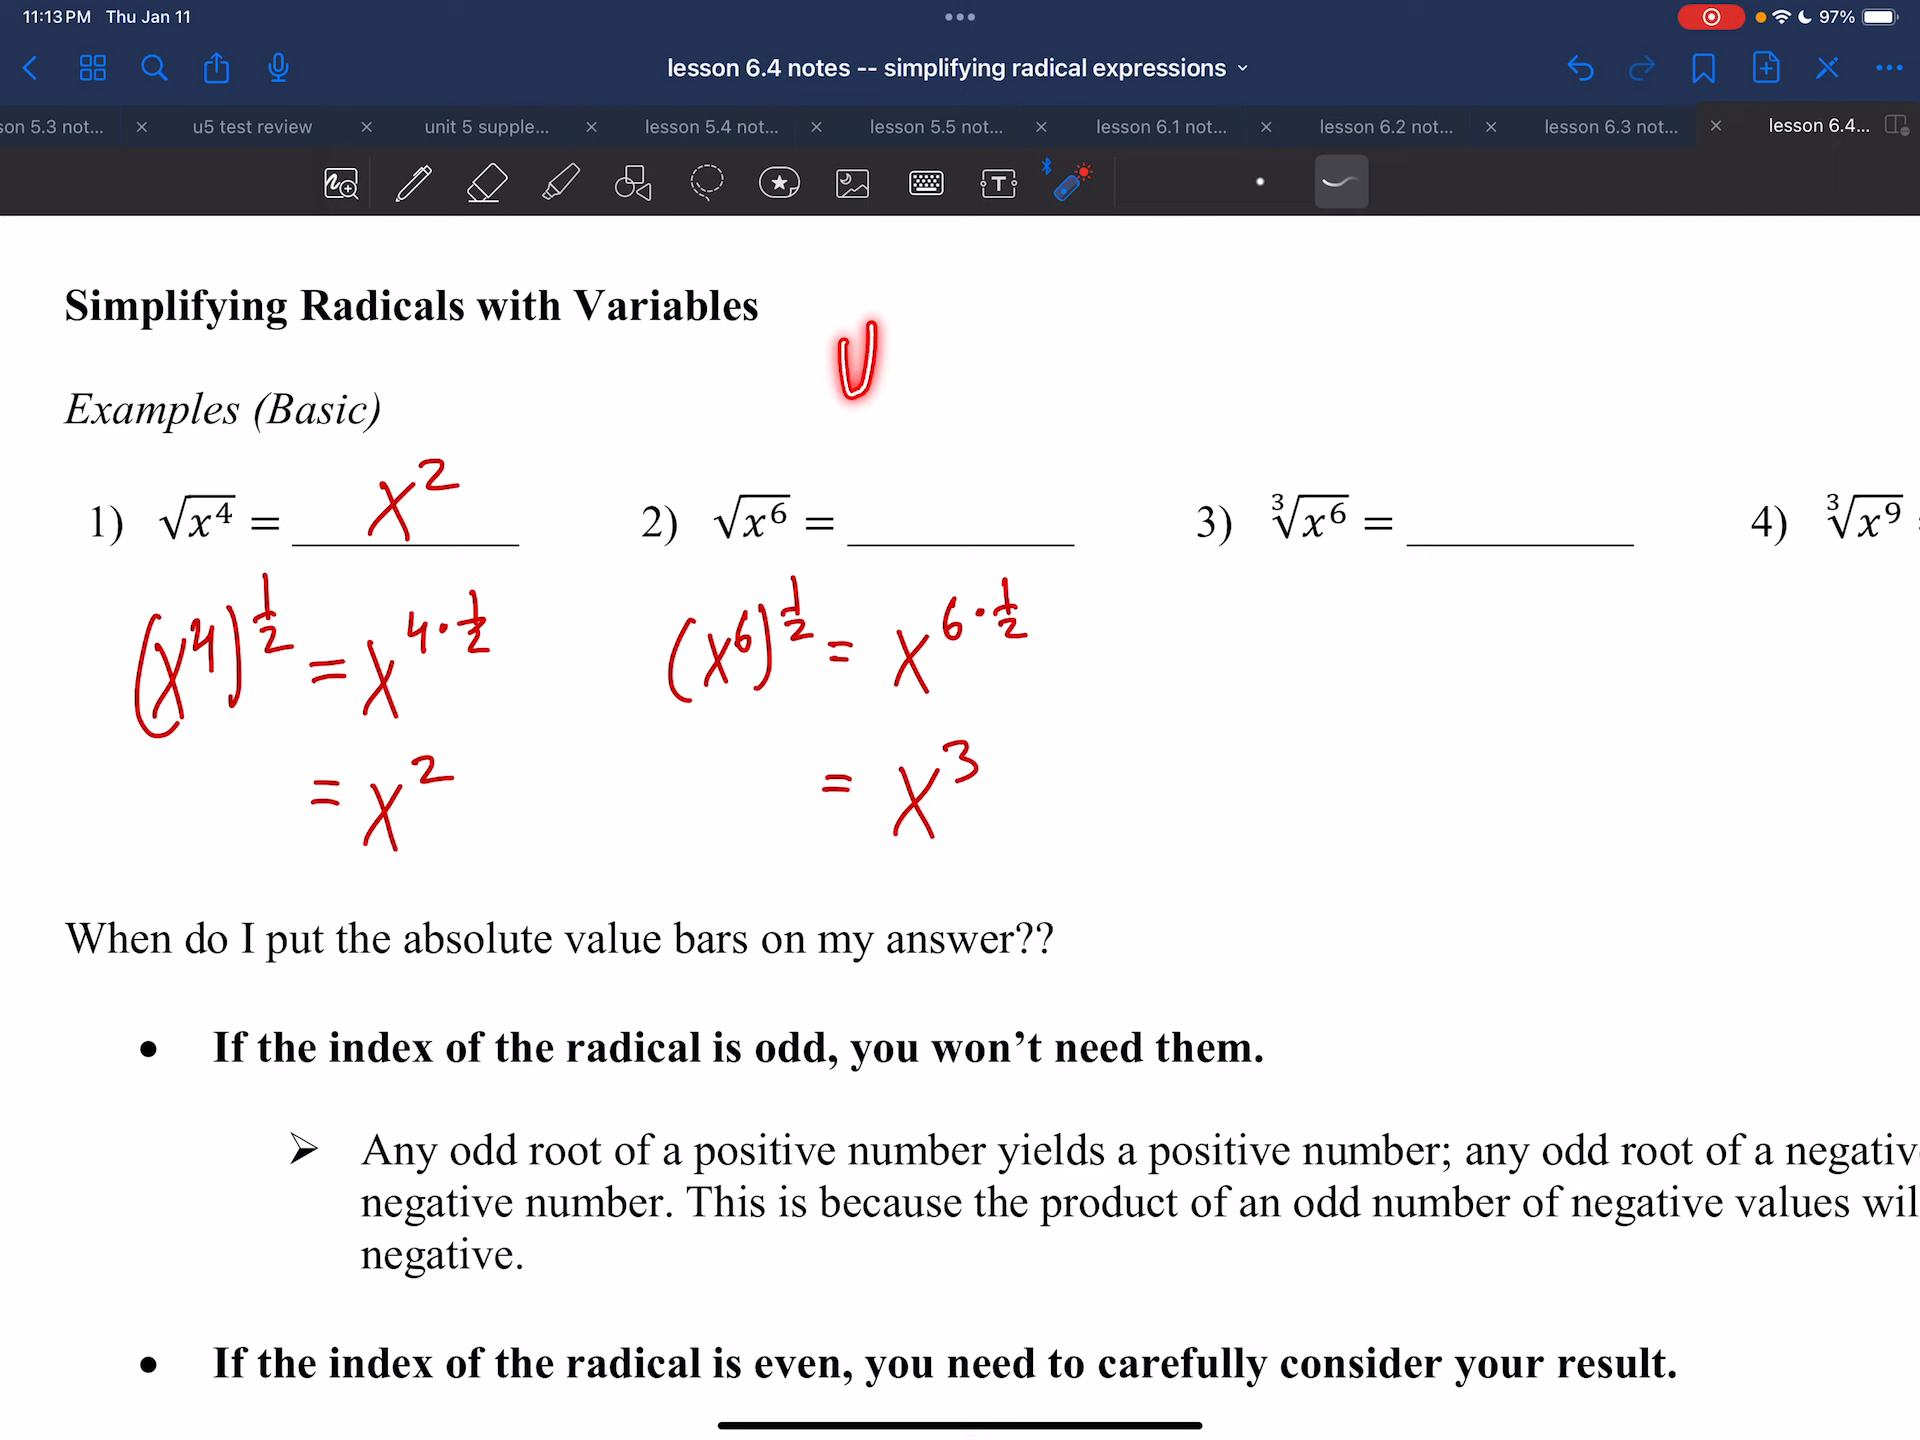 11:13 PM Thu Jan 11 97%
lesson 6.4 notes -- simplifying radical expressions
son 5.3 not... u5 test review unit 5 supple... lesson 5.4 not... lesson 5.5 not... lesson 6.1 not... lesson 6.2 not... lesson 6.3 not... lesson 6.4...
Simplifying Radicals with Variables
Examples (Basic)
1) √x⁴ = x² 2) √x⁶ = ________ 3) ³√x⁶ = ________ 4) ³√x⁹
(x⁴)^½ = x^(4·½) (x⁶)^½ = x^(6·½)
= x² = x³
When do I put the absolute value bars on my answer??
• If the index of the radical is odd, you won’t need them.
➢ Any odd root of a positive number yields a positive number; any odd root of a negativ
negative number. This is because the product of an odd number of negative values wil
negative.
• If the index of the radical is even, you need to carefully consider your result.